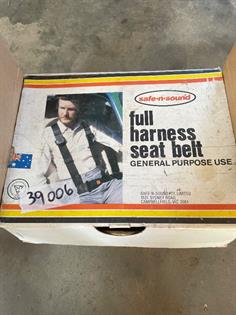 safe-n-sound
full
harness
seat belt
GENERAL PURPOSE USE
39006
SAFE-N-SOUND PTY. LIMITED
1821 SYDNEY ROAD,
CAMPBELLFIELD, VIC. 3061